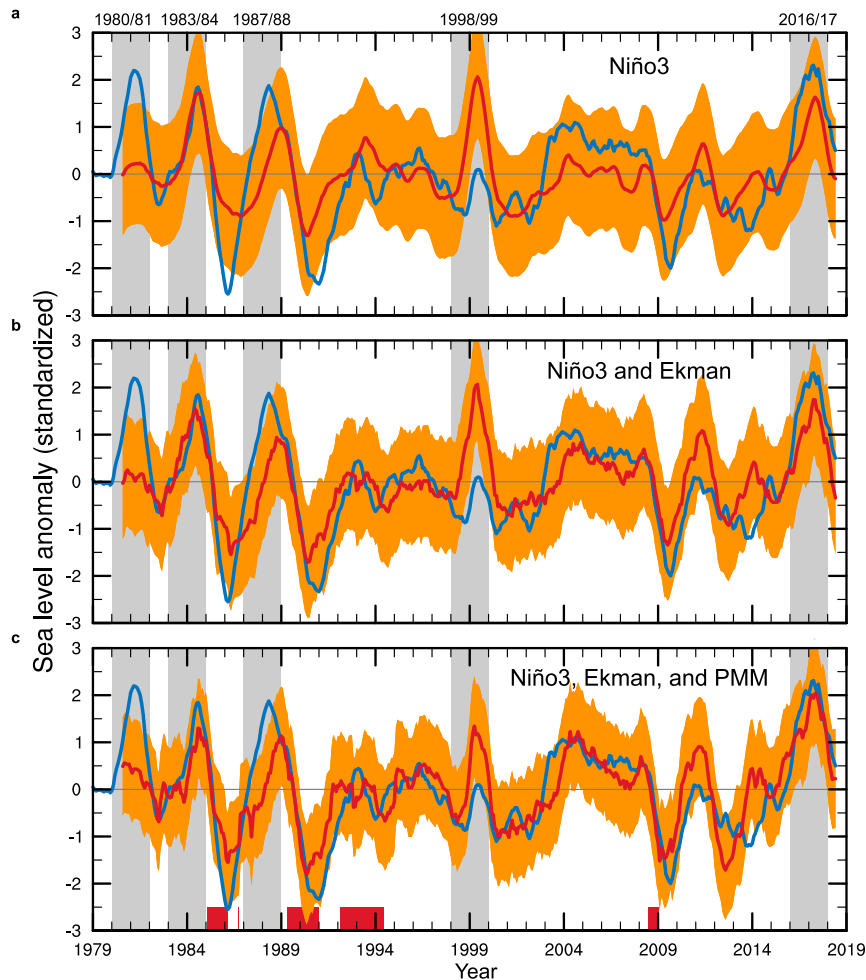 a
1980/81 1983/84 1987/88 1998/99 2016/17
3
2
1
0
-1
-2
-3
Niño3
b
3
2
1
0
-1
-2
-3
Niño3 and Ekman
Sea level anomaly (standardized)
c
3
2
1
0
-1
-2
-3
Niño3, Ekman, and PMM
1979 1984 1989 1994 1999 2004 2009 2014 2019
Year